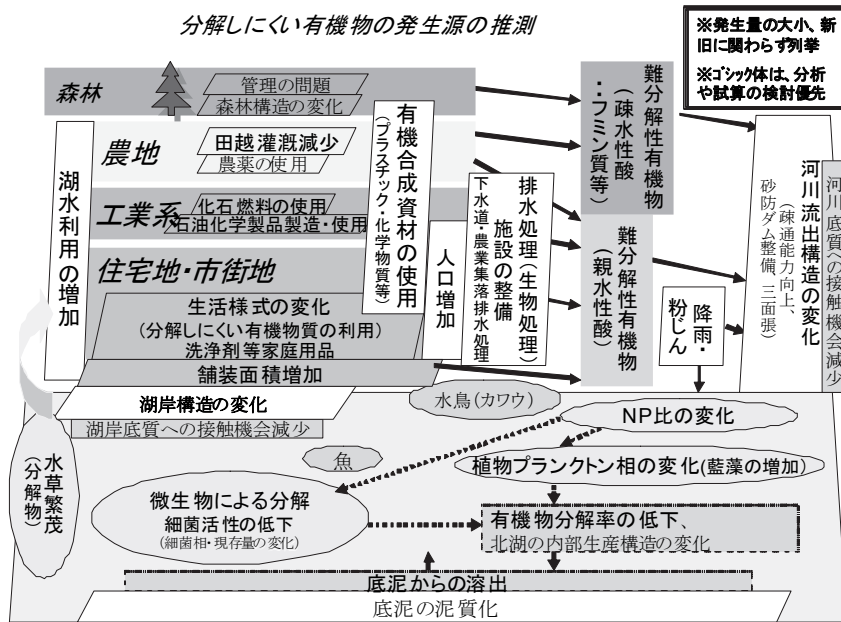 分解しにくい有機物の発生源の推測
※発生量の大小、新
旧に関わらず列挙
※ｺﾞｼｯｸ体は、分析
や試算の検討優先
森林
管理の問題
森林構造の変化
農地
田越灌漑減少
農薬の使用
工業系
化石燃料の使用
石油化学製品製造・使用
住宅地・市街地
生活様式の変化
(分解しにくい有機物質の利用)
洗浄剤等家庭用品
舗装面積増加
湖水利用の増加
有機合成資材の使用
(プラスチック・化学物質等)
人口増加
排水処理(生物処理)
施設の整備
下水道・農業集落排水処理
難分解性有機物
(疎水性酸
・・フミン質等)
難分解性有機物
(親水性酸)
降雨・
粉じん
河川流出構造の変化
(疎通能力向上、
砂防ダム整備、三面張)
河川底質への接触機会減少
湖岸構造の変化
湖岸底質への接触機会減少
水草繁茂
(分解物)
水鳥(カワウ)
魚
NP比の変化
植物プランクトン相の変化(藍藻の増加)
微生物による分解
細菌活性の低下
(細菌相・現存量の変化)
有機物分解率の低下、
北湖の内部生産構造の変化
底泥からの溶出
底泥の泥質化